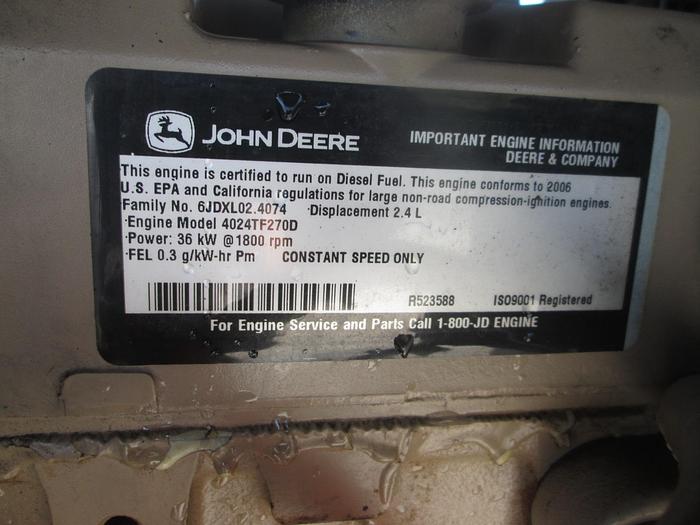 JOHN DEERE
IMPORTANT ENGINE INFORMATION
DEERE & COMPANY
This engine is certified to run on Diesel Fuel. This engine conforms to 2006
U.S. EPA and California regulations for large non-road compression-ignition engines.
Family No. 6JDXL02.4074 ·Displacement 2.4 L
·Engine Model 4024TF270D
·Power: 36 kW @1800 rpm
·FEL 0.3 g/kW-hr Pm CONSTANT SPEED ONLY
R523588 ISO9001 Registered
For Engine Service and Parts Call 1-800-JD ENGINE